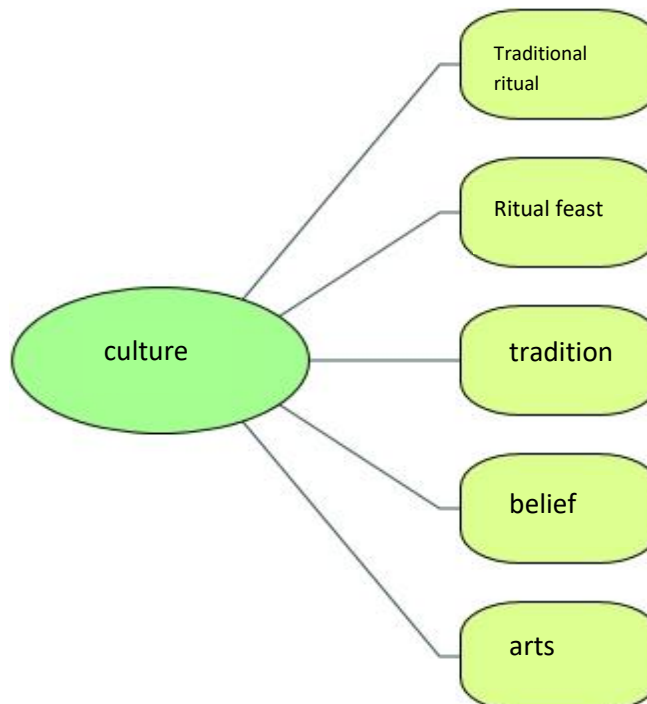 Traditional
ritual
Ritual feast
culture
tradition
belief
arts